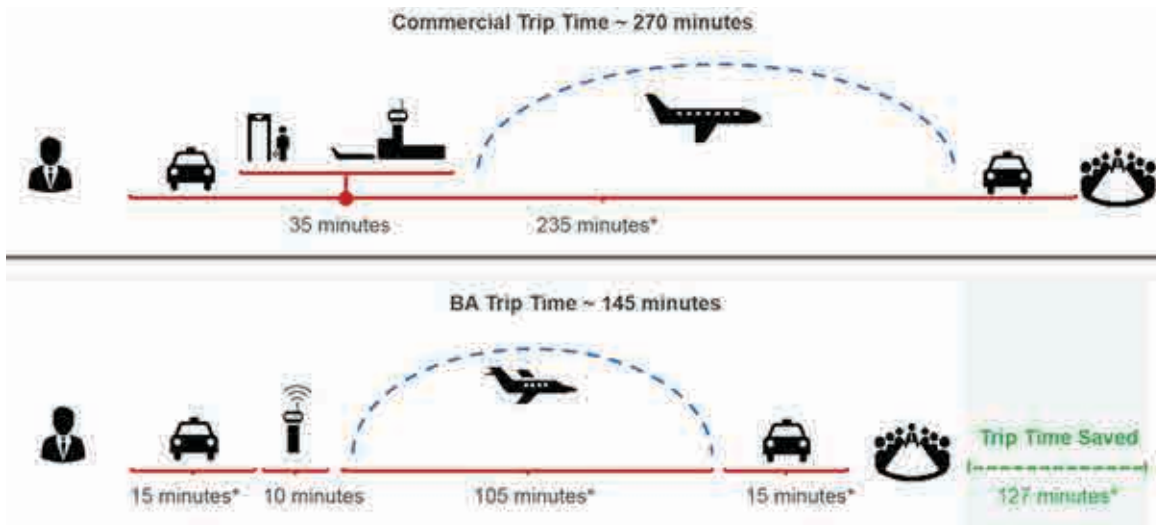 Commercial Trip Time ~ 270 minutes
35 minutes
235 minutes*
BA Trip Time ~ 145 minutes
Trip Time Saved
15 minutes*
10 minutes
105 minutes*
15 minutes*
127 minutes*